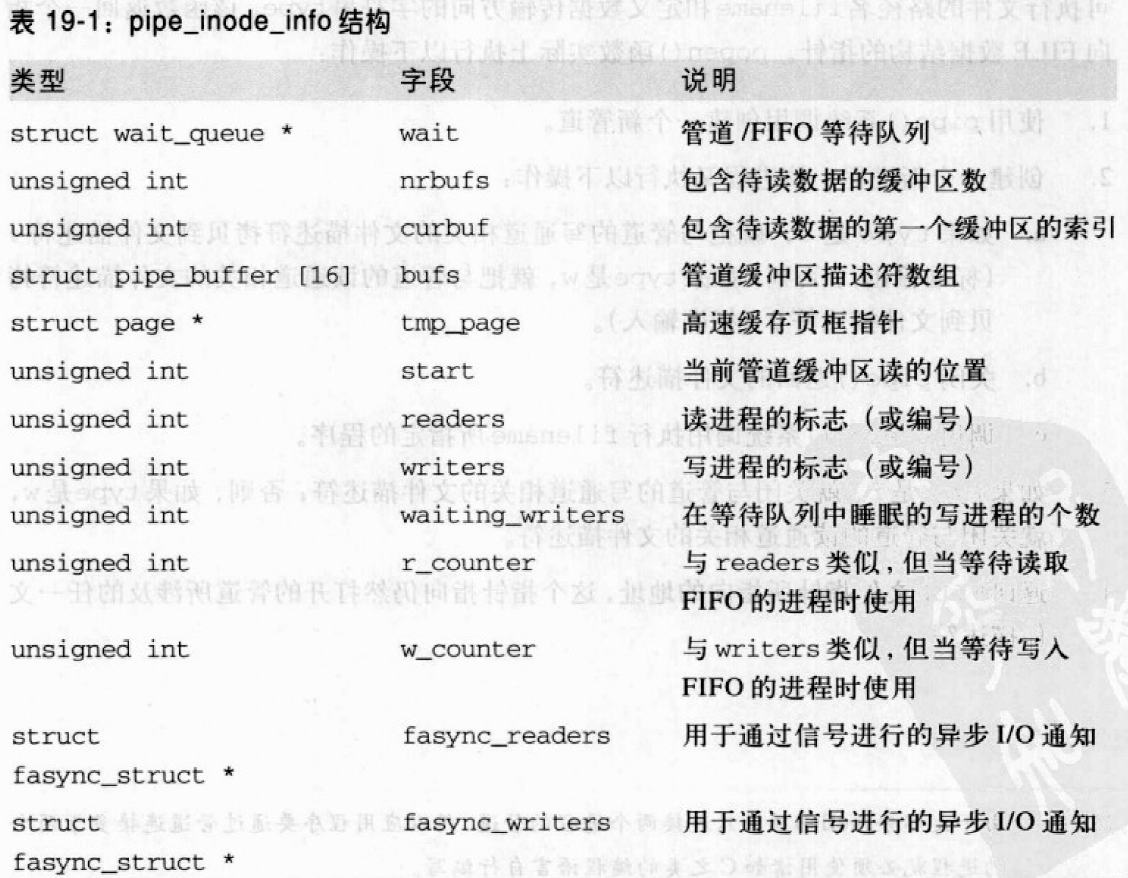 表 19-1：pipe_inode_info 结构
类型 字段 说明
struct wait_queue * wait 管道 /FIFO 等待队列
unsigned int nrbufs 包含待读数据的缓冲区数
unsigned int curbuf 包含待读数据的第一个缓冲区的索引
struct pipe_buffer [16] bufs 管道缓冲区描述符数组
struct page * tmp_page 高速缓存页框指针
unsigned int start 当前管道缓冲区读的位置
unsigned int readers 读进程的标志（或编号）
unsigned int writers 写进程的标志（或编号）
unsigned int waiting_writers 在等待队列中睡眠的写进程的个数
unsigned int r_counter 与 readers 类似，但当等待读取
FIFO 的进程时使用
unsigned int w_counter 与 writers 类似，但当等待写入
FIFO 的进程时使用
struct fasync_readers 用于通过信号进行的异步 I/O 通知
fasync_struct *
struct fasync_writers 用于通过信号进行的异步 I/O 通知
fasync_struct *